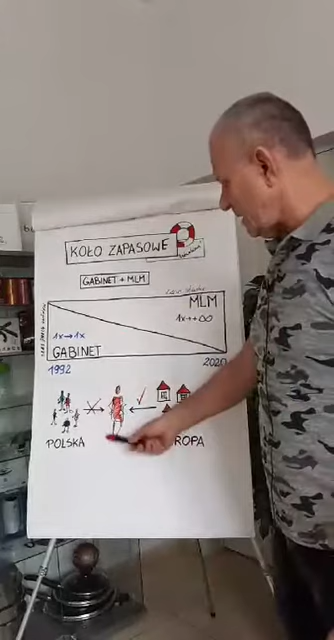 KOŁO ZAPASOWE
GABINET + MLM
MLM
1x → ∞
1x → 1x
GABINET
1992
2020
POLSKA
ROPA